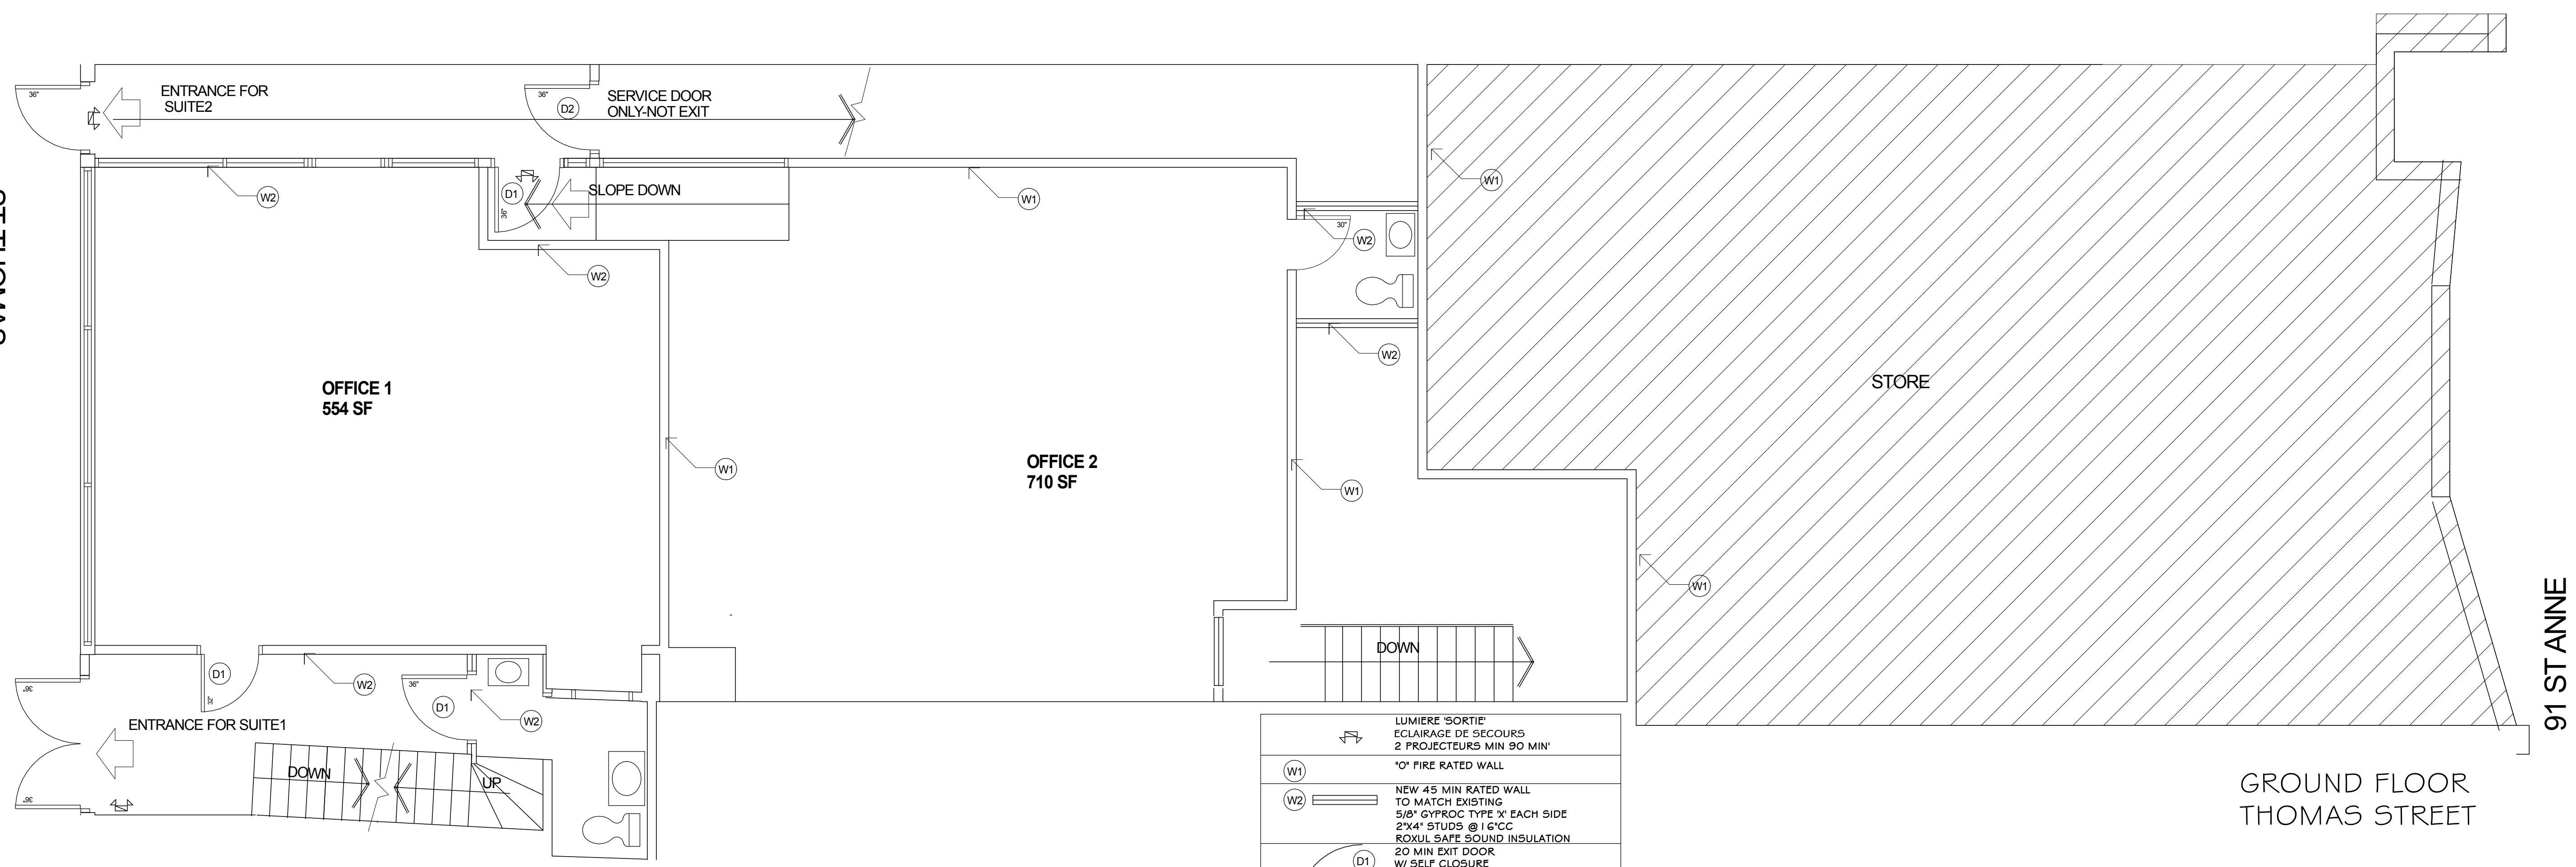 ENTRANCE FOR
SUITE2
36"
36"
D2
SERVICE DOOR
ONLY-NOT EXIT
W2
D1
36"
SLOPE DOWN
W1
W1
W2
30"
W2
W2
OFFICE 1
554 SF
STORE
W1
OFFICE 2
710 SF
W1
W1
91 ST ANNE
DOWN
D1
32"
W2
36"
D1
W2
36"
ENTRANCE FOR SUITE1
36"
DOWN
UP
LUMIERE 'SORTIE'
ECLAIRAGE DE SECOURS
2 PROJECTEURS MIN 90 MIN'
W1
"0" FIRE RATED WALL
W2
NEW 45 MIN RATED WALL
TO MATCH EXISTING
5/8" GYPROC TYPE 'X' EACH SIDE
2"X4" STUDS @ 16"CC
ROXUL SAFE SOUND INSULATION
D1
20 MIN EXIT DOOR
W/ SELF CLOSURE
GROUND FLOOR
THOMAS STREET